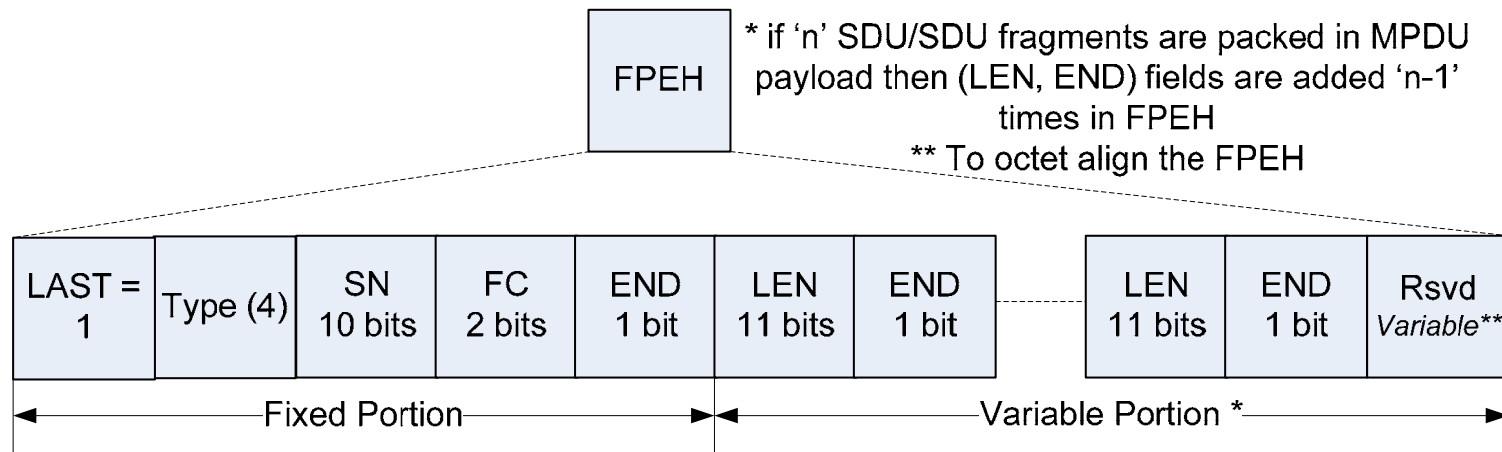 FPEH
* if ‘n’ SDU/SDU fragments are packed in MPDU
payload then (LEN, END) fields are added ‘n-1’
times in FPEH
** To octet align the FPEH
LAST =
1
Type (4)
SN
10 bits
FC
2 bits
END
1 bit
LEN
11 bits
END
1 bit
LEN
11 bits
END
1 bit
Rsvd
Variable**
Fixed Portion
Variable Portion *